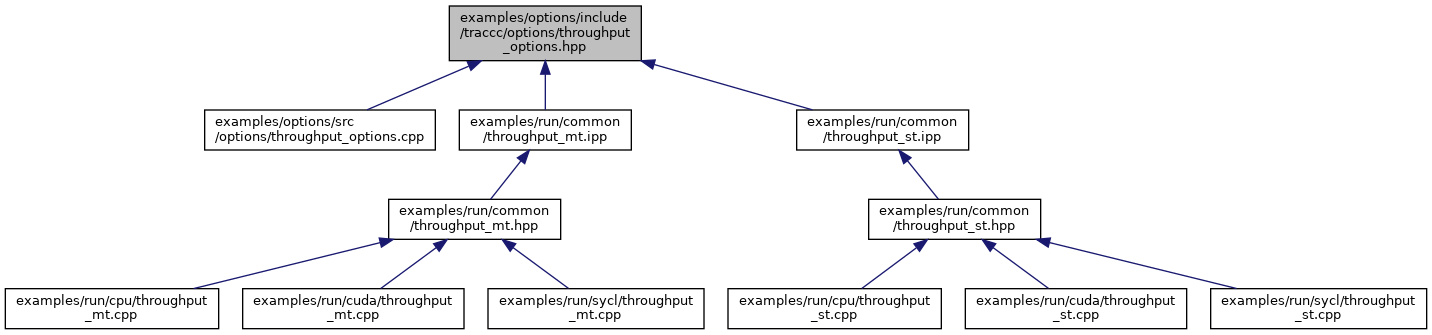 examples/options/include
/traccc/options/throughput
_options.hpp
examples/options/src
/options/throughput_options.cpp
examples/run/common
/throughput_mt.ipp
examples/run/common
/throughput_st.ipp
examples/run/common
/throughput_mt.hpp
examples/run/common
/throughput_st.hpp
examples/run/cpu/throughput
_mt.cpp
examples/run/cuda/throughput
_mt.cpp
examples/run/sycl/throughput
_mt.cpp
examples/run/cpu/throughput
_st.cpp
examples/run/cuda/throughput
_st.cpp
examples/run/sycl/throughput
_st.cpp